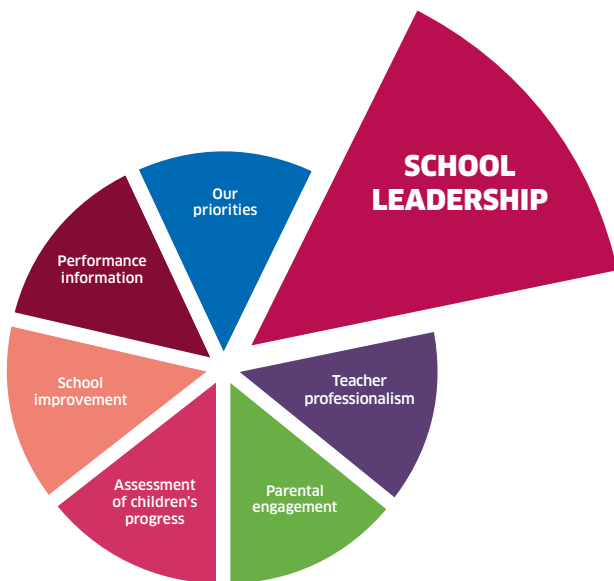 SCHOOL
LEADERSHIP
Our
priorities
Performance
information
Teacher
professionalism
School
improvement
Assessment
of children’s
progress
Parental
engagement